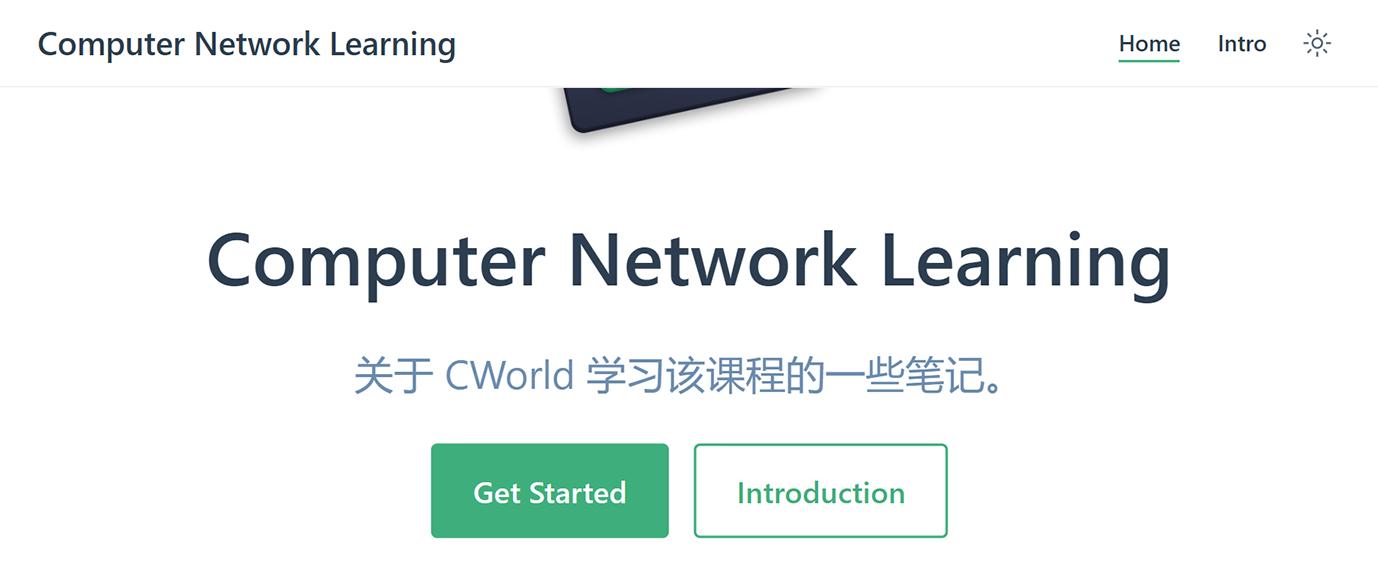 Computer Network Learning
Home Intro
Computer Network Learning
关于 CWorld 学习该课程的一些笔记。
Get Started Introduction